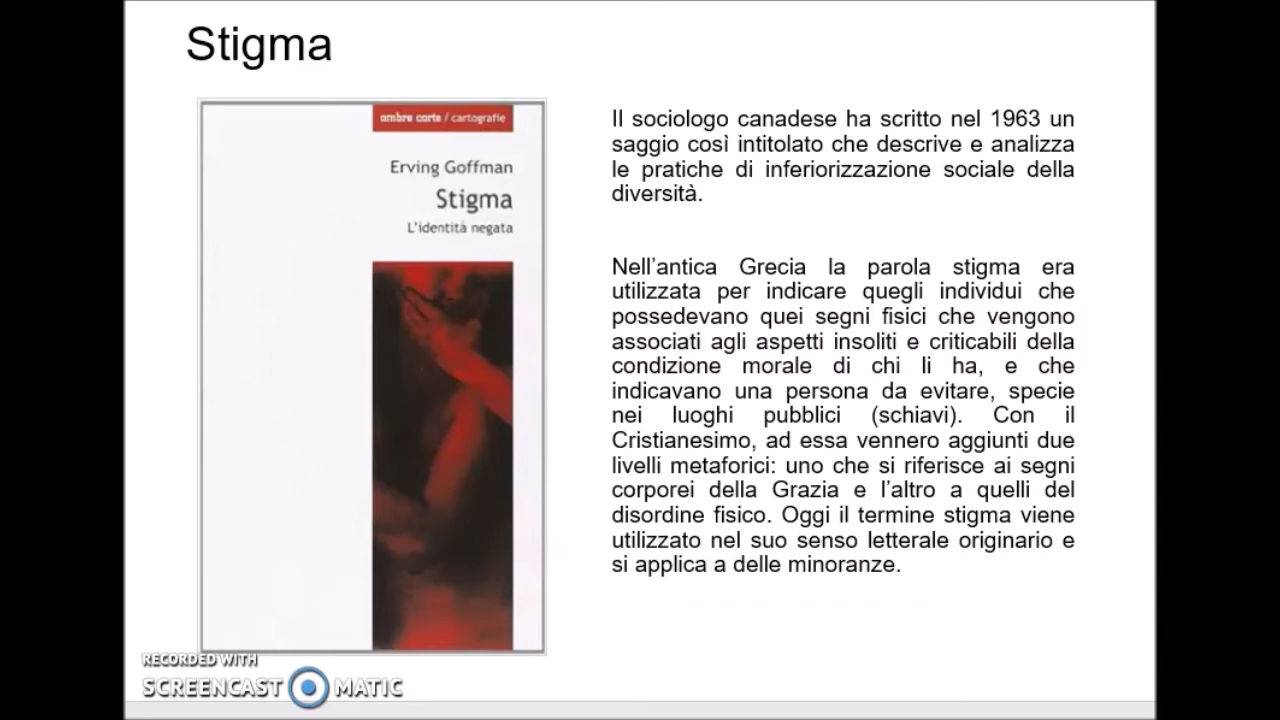 Stigma
ombre corte / cartografie
Erving Goffman
Stigma
L'identità negata
Il sociologo canadese ha scritto nel 1963 un
saggio così intitolato che descrive e analizza
le pratiche di inferiorizzazione sociale della
diversità.
Nell'antica Grecia la parola stigma era
utilizzata per indicare quegli individui che
possedevano quei segni fisici che vengono
associati agli aspetti insoliti e criticabili della
condizione morale di chi li ha, e che
indicavano una persona da evitare, specie
nei luoghi pubblici (schiavi). Con il
Cristianesimo, ad essa vennero aggiunti due
livelli metaforici: uno che si riferisce ai segni
corporei della Grazia e l'altro a quelli del
disordine fisico. Oggi il termine stigma viene
utilizzato nel suo senso letterale originario e
si applica a delle minoranze.
RECORDED WITH
SCREENCAST MATIC